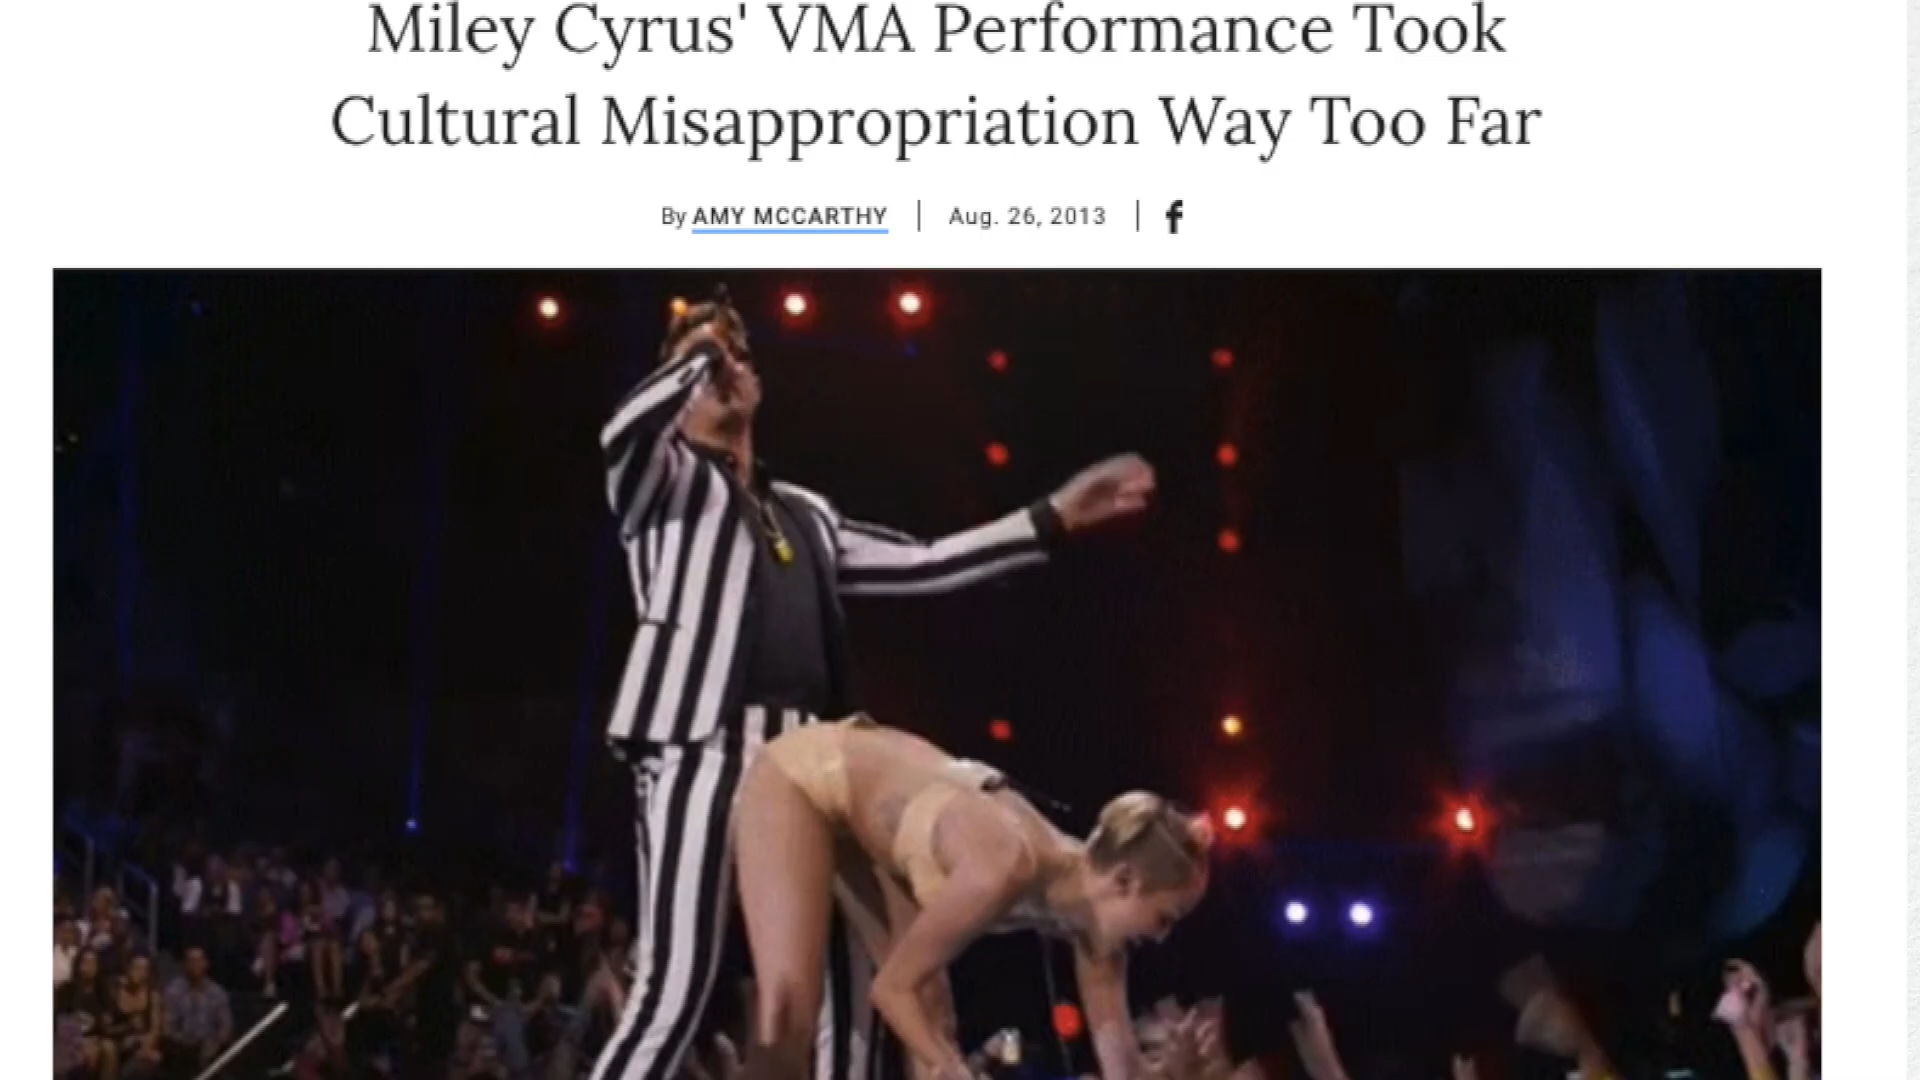 Miley Cyrus' VMA Performance Took
Cultural Misappropriation Way Too Far
By AMY MCCARTHY | Aug. 26, 2013 | f